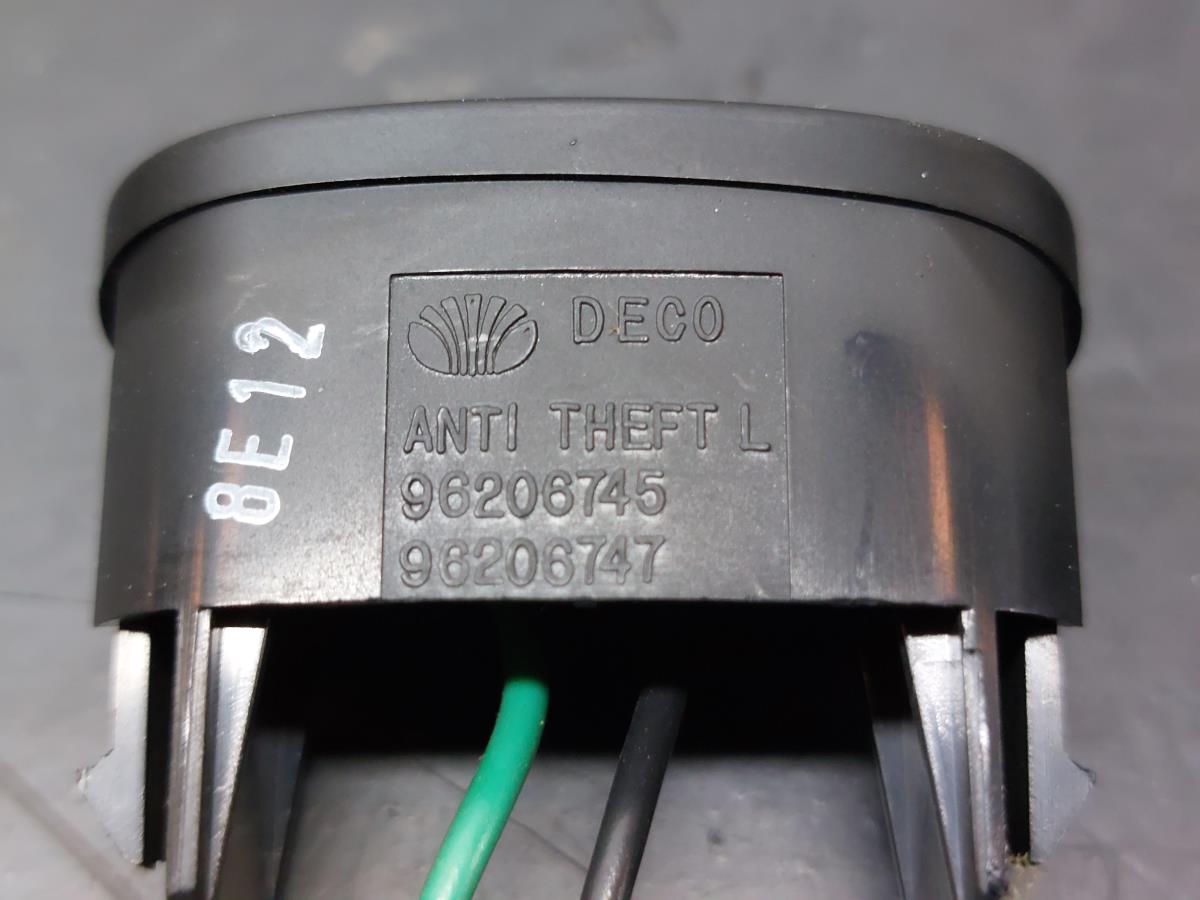 DECO
ANTI THEFT L
96206745
96206747
8E12